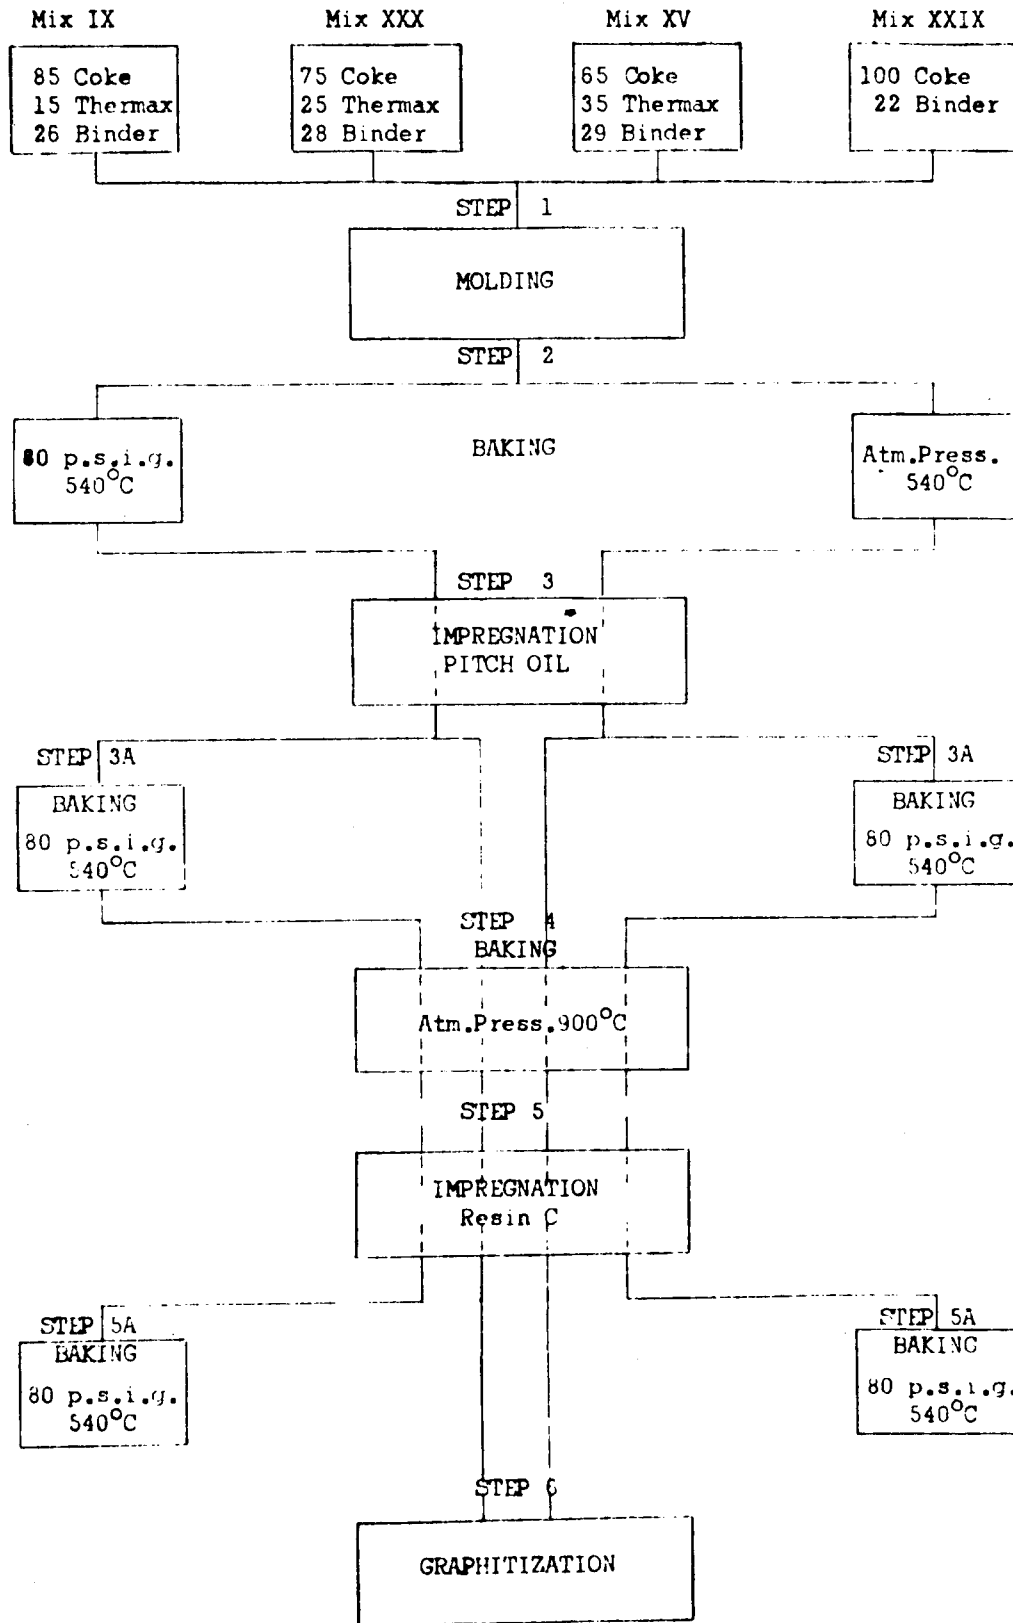 Mix IX
Mix XXX
Mix XV
Mix XXIX
85 Coke
15 Thermax
26 Binder
75 Coke
25 Thermax
28 Binder
65 Coke
35 Thermax
29 Binder
100 Coke
22 Binder
STEP 1
MOLDING
STEP 2
80 p.s.i.g.
540°C
BAKING
Atm.Press.
540°C
STEP 3
IMPREGNATION
PITCH OIL
STEP 3A
BAKING
80 p.s.i.g.
540°C
STEP 3A
BAKING
80 p.s.i.g.
540°C
STEP 4
BAKING
Atm.Press.900°C
STEP 5
IMPREGNATION
Resin C
STEP 5A
BAKING
80 p.s.i.g.
540°C
STEP 5A
BAKING
80 p.s.i.g.
540°C
STEP 6
GRAPHITIZATION